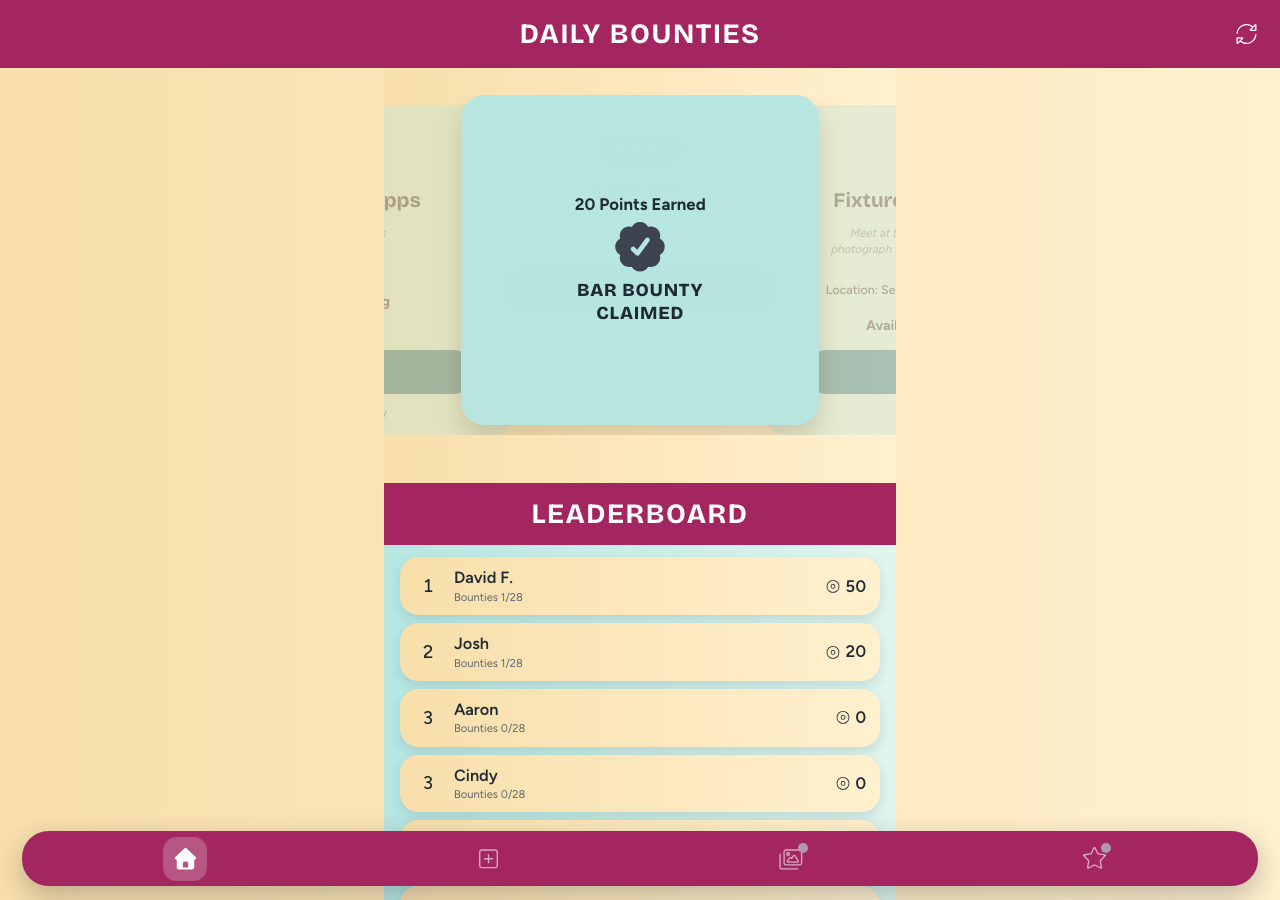 DAILY BOUNTIES
20 Points Earned
BAR BOUNTY
CLAIMED
pps
Fixture
Meet at t
photograph
Location: Se
Avail
LEADERBOARD
1
David F.
Bounties 1/28
50
2
Josh
Bounties 1/28
20
3
Aaron
Bounties 0/28
0
3
Cindy
Bounties 0/28
0